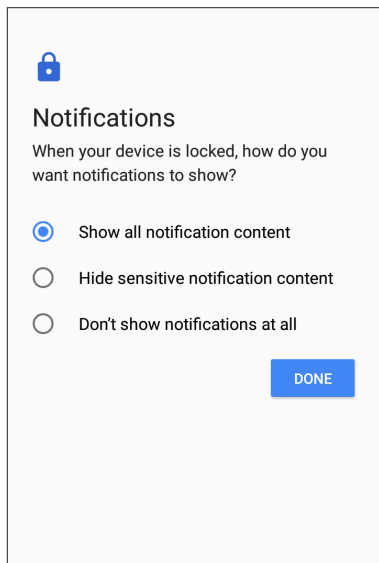 Notifications
When your device is locked, how do you
want notifications to show?
Show all notification content
Hide sensitive notification content
Don’t show notifications at all
DONE